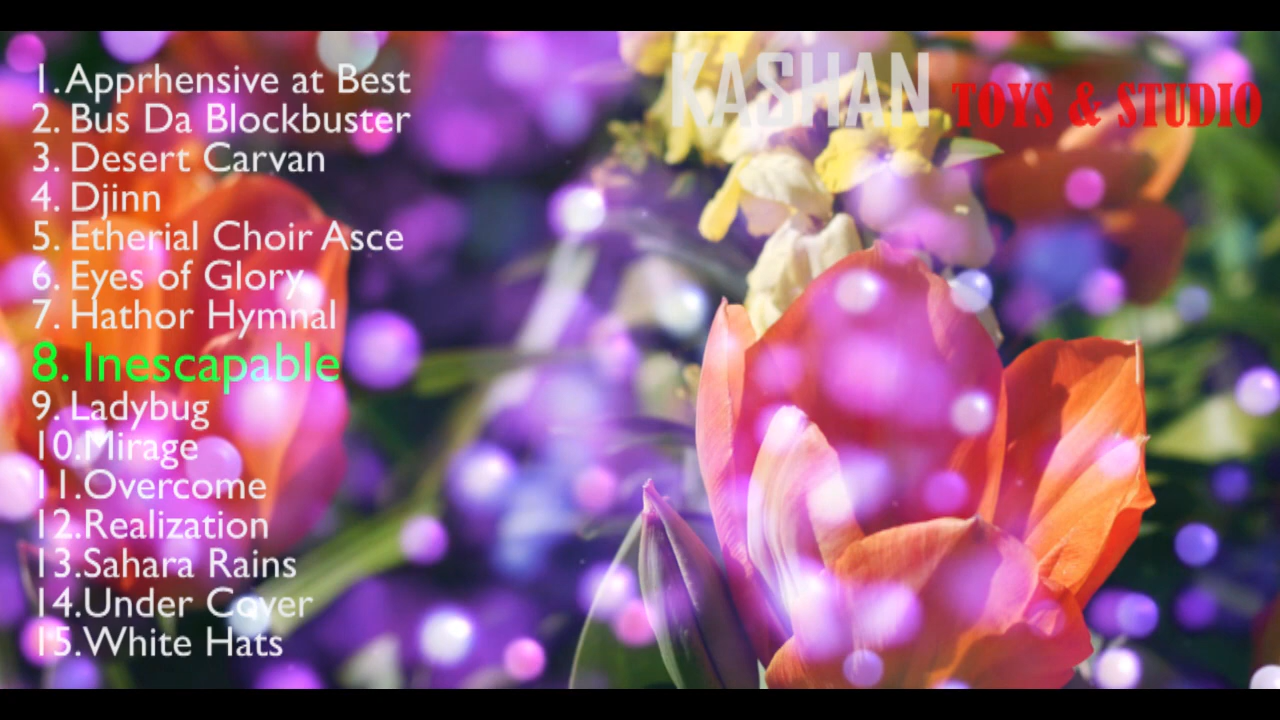 KASHAN TOYS & STUDIO
1. Apprhensive at Best
2. Bus Da Blockbuster
3. Desert Carvan
4. Djinn
5. Etherial Choir Asce
6. Eyes of Glory
7. Hathor Hymnal
8. Inescapable
9. Ladybug
10.Mirage
11.Overcome
12.Realization
13.Sahara Rains
14.Under Cover
15.White Hats